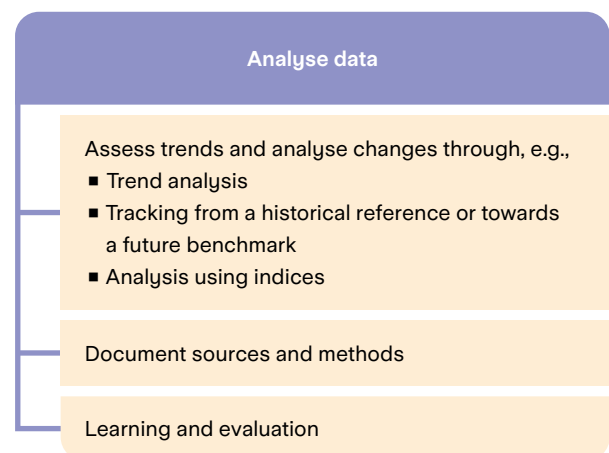 Analyse data
Assess trends and analyse changes through, e.g.,
▪ Trend analysis
▪ Tracking from a historical reference or towards
a future benchmark
▪ Analysis using indices
Document sources and methods
Learning and evaluation